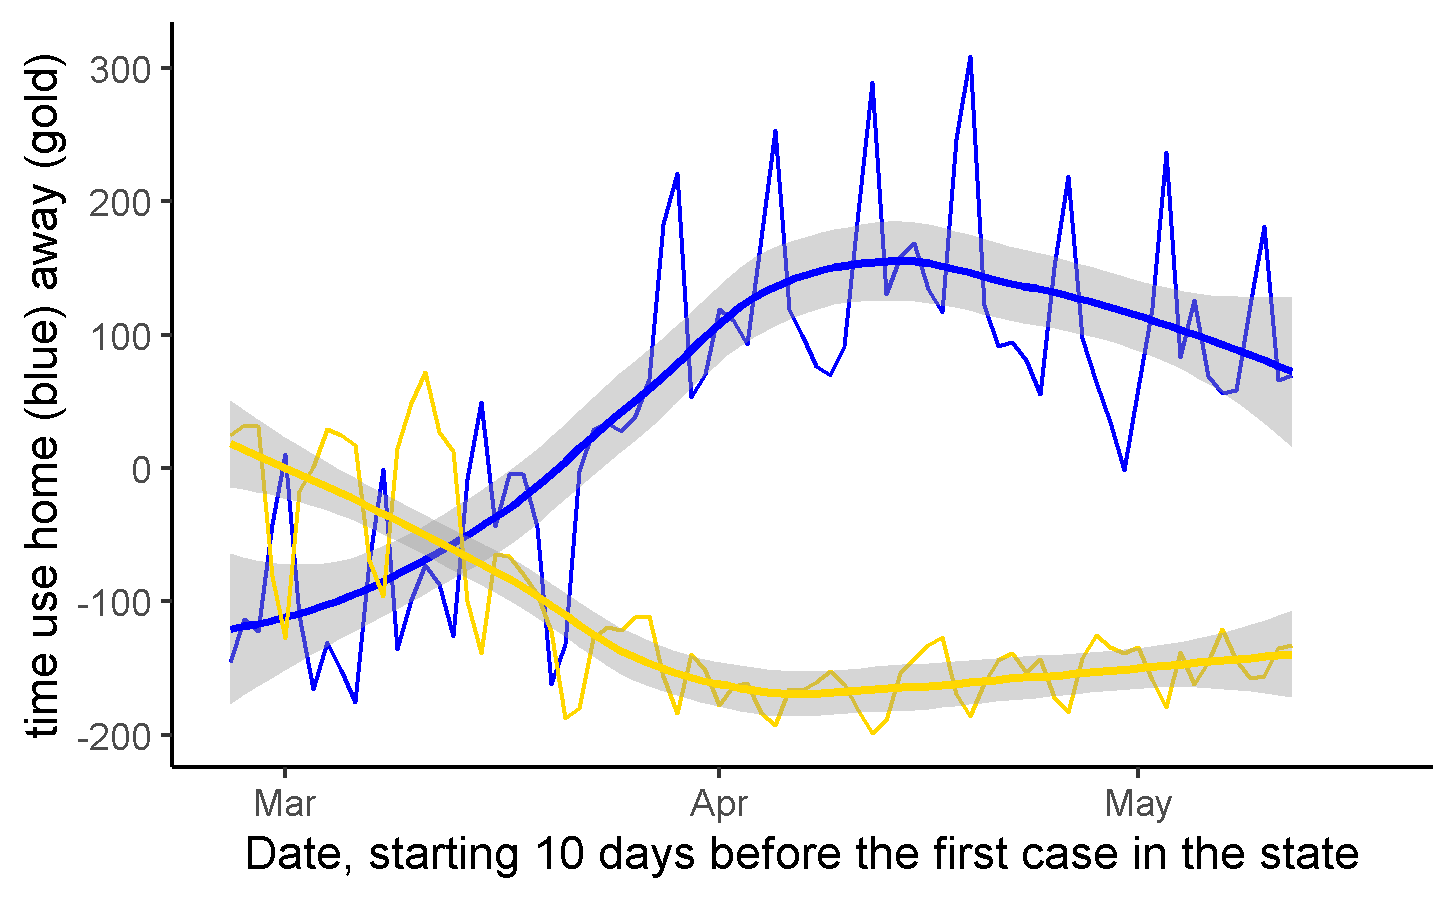 time use home (blue) away (gold)
300
200
100
0
-100
-200
Mar Apr May
Date, starting 10 days before the first case in the state